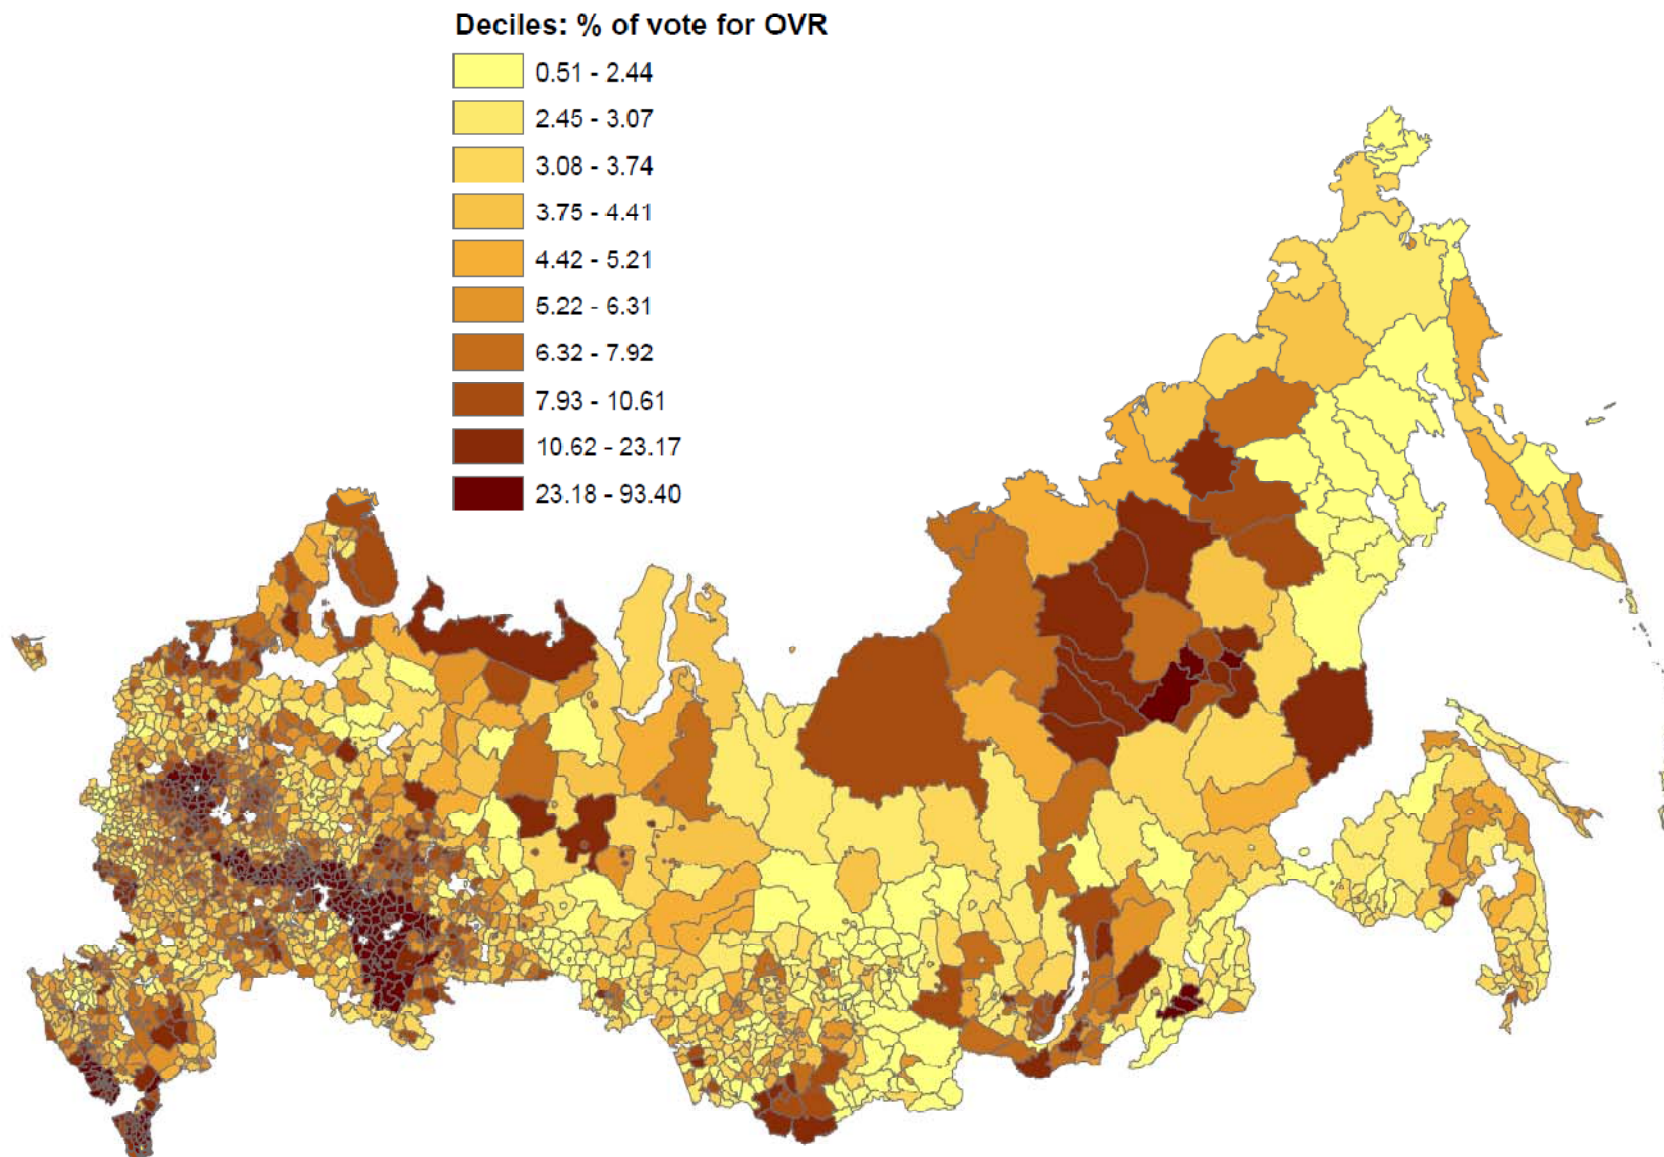 Deciles: % of vote for OVR
0.51 - 2.44
2.45 - 3.07
3.08 - 3.74
3.75 - 4.41
4.42 - 5.21
5.22 - 6.31
6.32 - 7.92
7.93 - 10.61
10.62 - 23.17
23.18 - 93.40